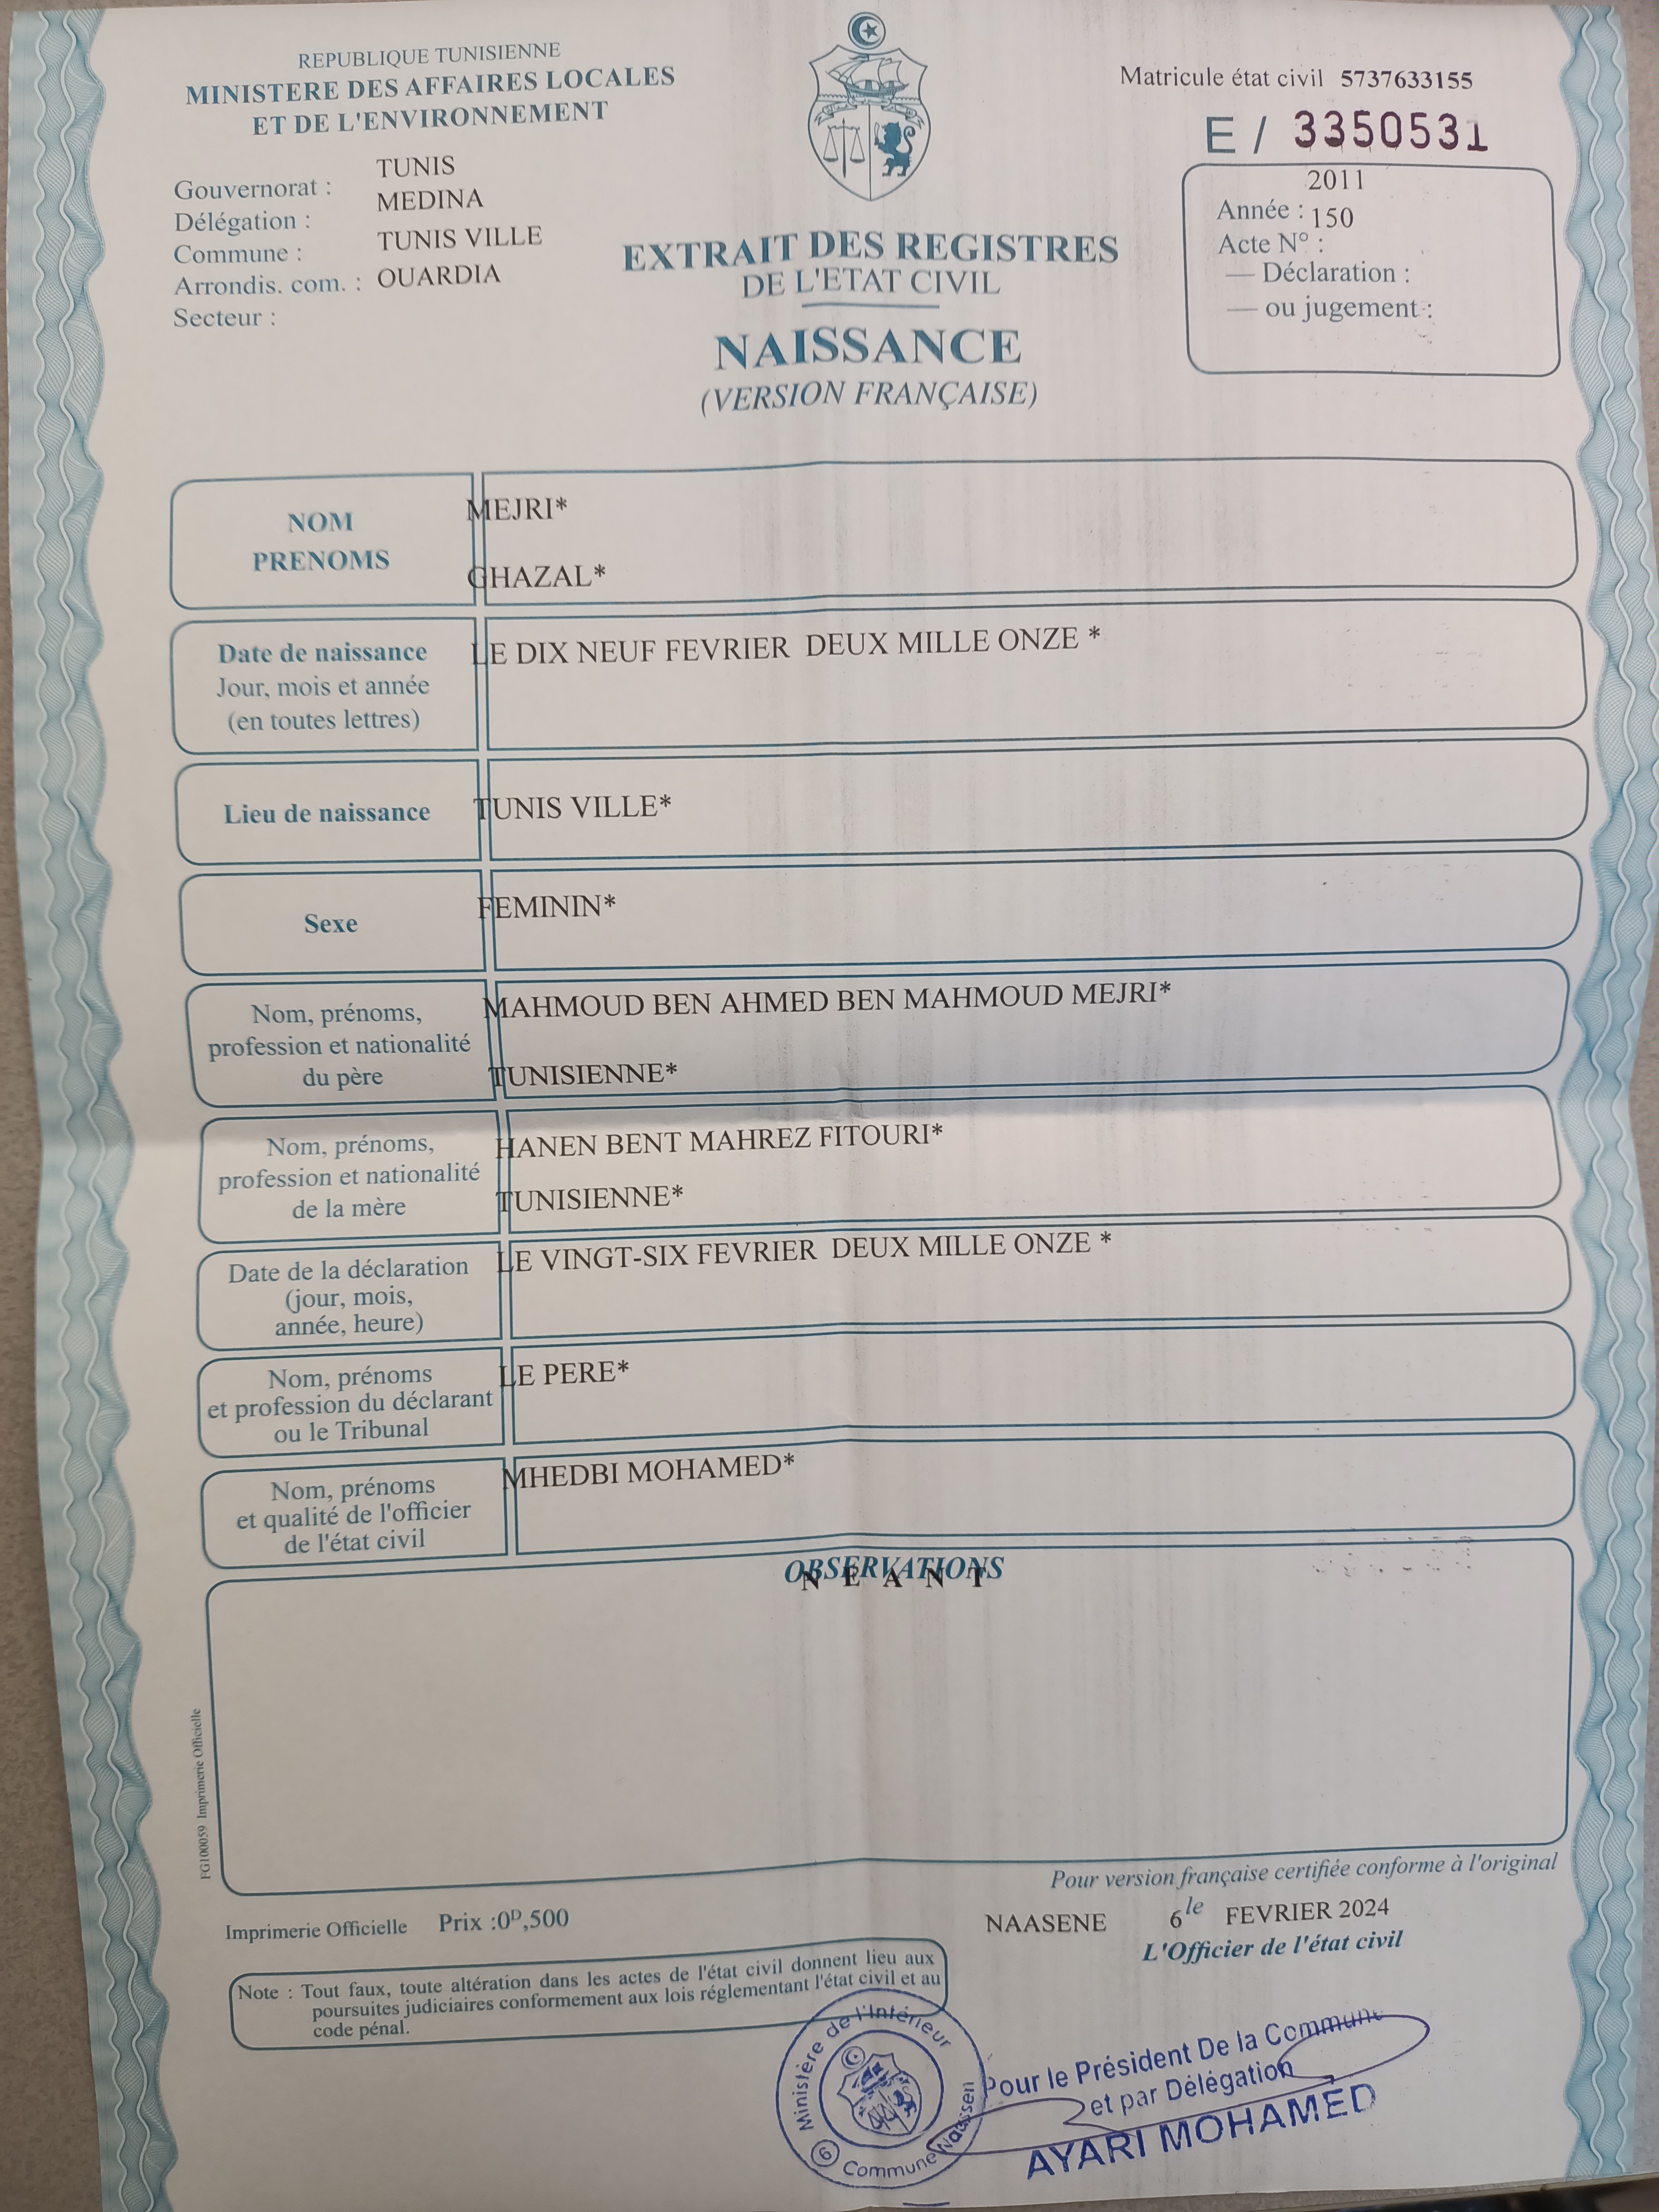 REPUBLIQUE TUNISIENNE
MINISTERE DES AFFAIRES LOCALES
ET DE L'ENVIRONNEMENT
Gouvernorat : TUNIS
Délégation : MEDINA
Commune : TUNIS VILLE
Arrondis. com. : OUARDIA
Secteur :
Matricule état civil 5737633155
E / 3350531
2011
Année : 150
Acte N° :
— Déclaration :
— ou jugement :
EXTRAIT DES REGISTRES
DE L'ETAT CIVIL
NAISSANCE
(VERSION FRANÇAISE)
NOM
PRENOMS
MEJRI*
GHAZAL*
Date de naissance
Jour, mois et année
(en toutes lettres)
LE DIX NEUF FEVRIER DEUX MILLE ONZE *
Lieu de naissance
TUNIS VILLE*
Sexe
FEMININ*
Nom, prénoms,
profession et nationalité
du père
MAHMOUD BEN AHMED BEN MAHMOUD MEJRI*
TUNISIENNE*
Nom, prénoms,
profession et nationalité
de la mère
HANEN BENT MAHREZ FITOURI*
TUNISIENNE*
Date de la déclaration
(jour, mois,
année, heure)
LE VINGT-SIX FEVRIER DEUX MILLE ONZE *
Nom, prénoms
et profession du déclarant
ou le Tribunal
LE PERE*
Nom, prénoms
et qualité de l'officier
de l'état civil
MHEDBI MOHAMED*
OBSERVATIONS
N E A N T
FG100059 Imprimerie Officielle
Pour version française certifiée conforme à l'original
Imprimerie Officielle Prix :0ᴰ,500
NAASENE 6 le FEVRIER 2024
L'Officier de l'état civil
Note : Tout faux, toute altération dans les actes de l'état civil donnent lieu aux
poursuites judiciaires conformement aux lois réglementant l'état civil et au
code pénal.
Ministère de l'Intérieur
6 Commune Naassen
Pour le Président De la Commune
et par Délégation
AYARI MOHAMED